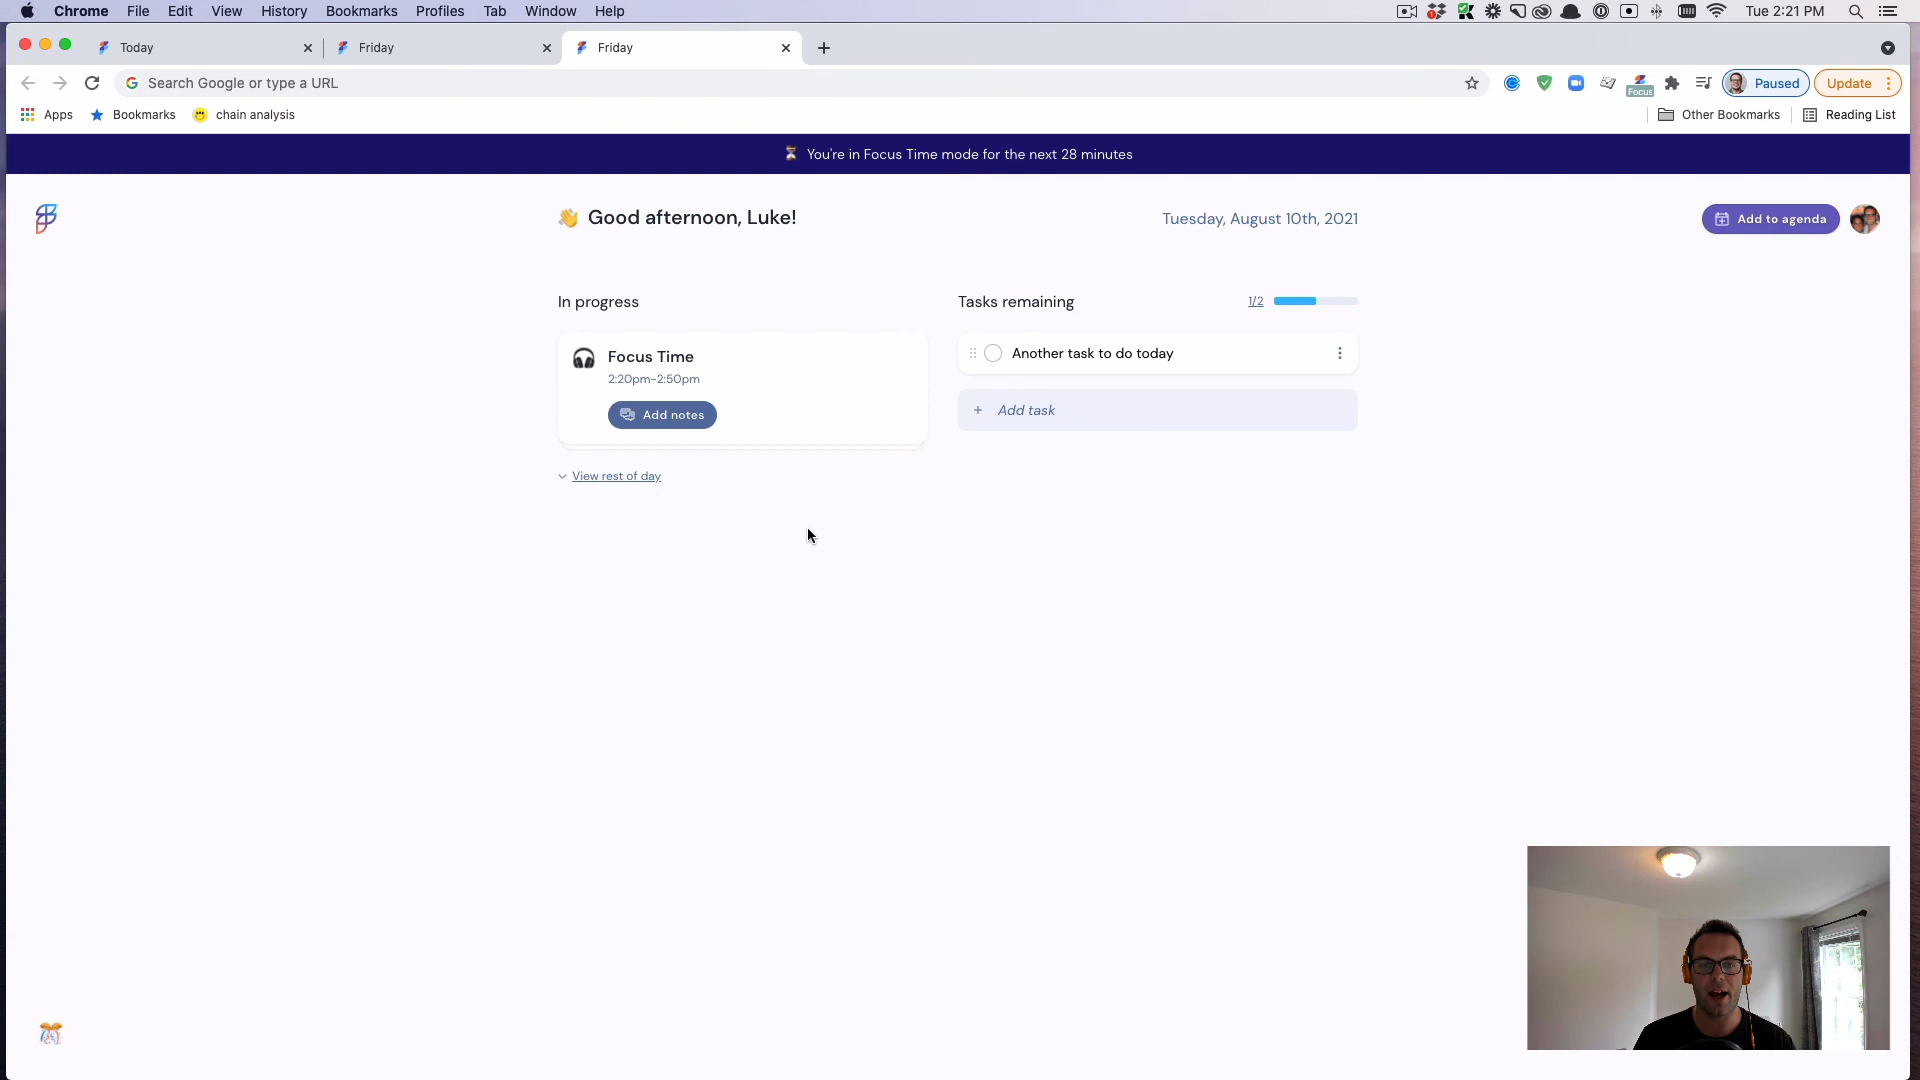 Chrome File Edit View History Bookmarks Profiles Tab Window Help Tue 2:21 PM
Today Friday Friday
Search Google or type a URL Focus Paused Update
Apps Bookmarks chain analysis Other Bookmarks Reading List
You're in Focus Time mode for the next 28 minutes
Good afternoon, Luke! Tuesday, August 10th, 2021 Add to agenda
In progress Tasks remaining 1/2
Focus Time
2:20pm-2:50pm
Add notes
Another task to do today
+ Add task
View rest of day